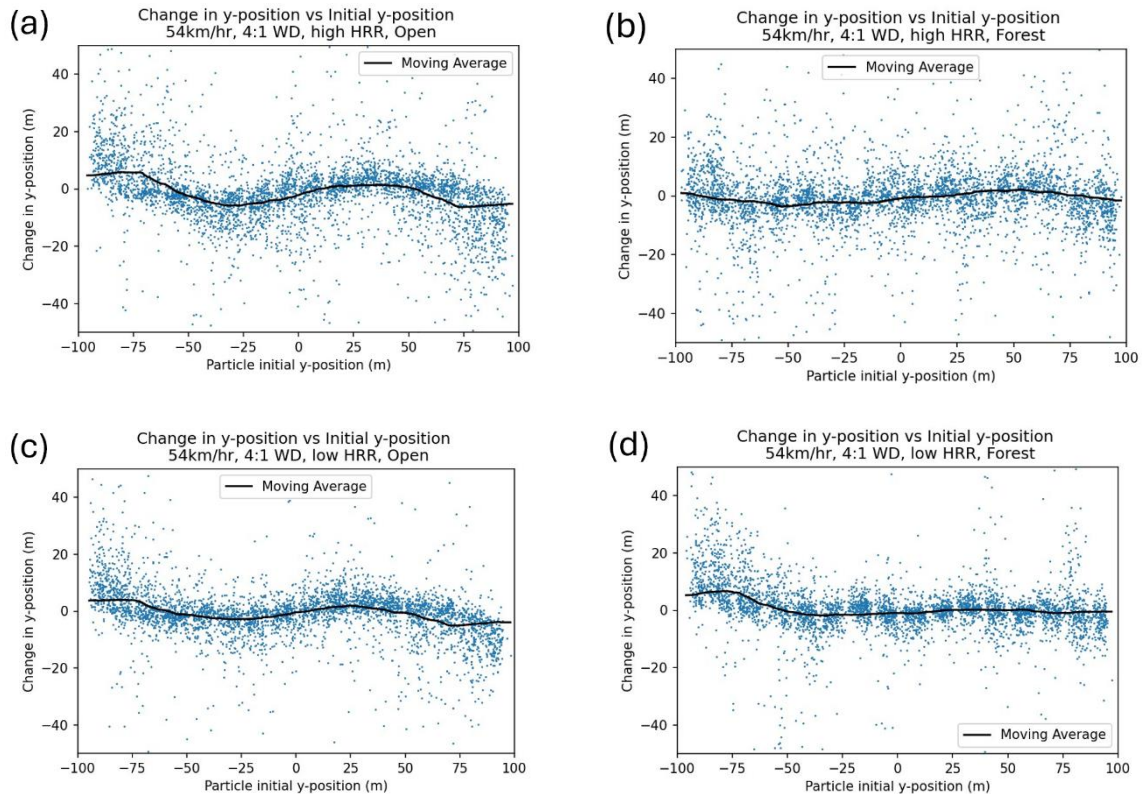 (a)
Change in y-position vs Initial y-position
54km/hr, 4:1 WD, high HRR, Open
Moving Average
Change in y-position (m)
40
20
0
−20
−40
−100 −75 −50 −25 0 25 50 75 100
Particle initial y-position (m)
(b)
Change in y-position vs Initial y-position
54km/hr, 4:1 WD, high HRR, Forest
Moving Average
Change in y-position (m)
40
20
0
−20
−40
−100 −75 −50 −25 0 25 50 75 100
Particle initial y-position (m)
(c)
Change in y-position vs Initial y-position
54km/hr, 4:1 WD, low HRR, Open
Moving Average
Change in y-position (m)
40
20
0
−20
−40
−100 −75 −50 −25 0 25 50 75 100
Particle initial y-position (m)
(d)
Change in y-position vs Initial y-position
54km/hr, 4:1 WD, low HRR, Forest
Change in y-position (m)
40
20
0
−20
−40
Moving Average
−100 −75 −50 −25 0 25 50 75 100
Particle initial y-position (m)